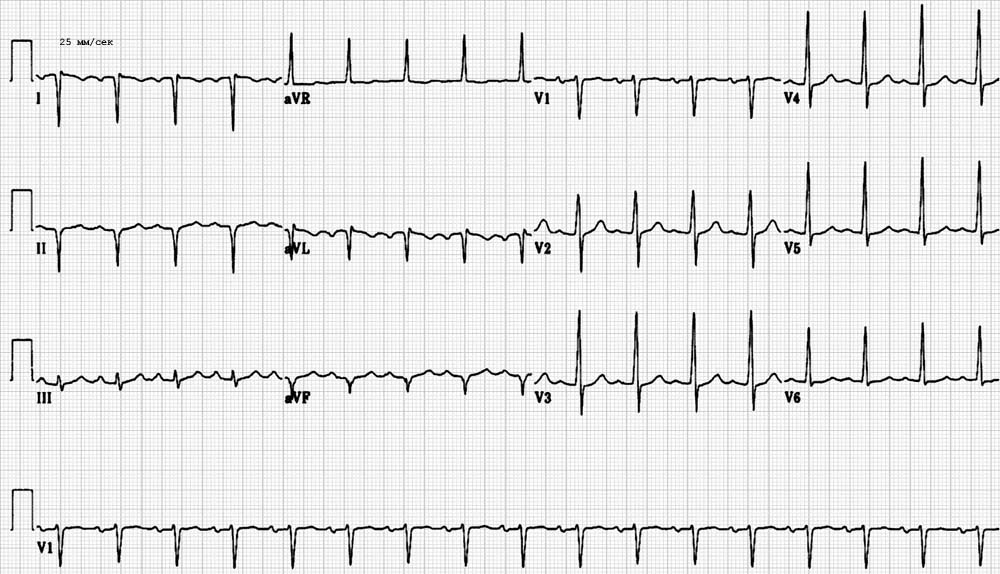 25 мм/сек
I aVR V1 V4
II aVL V2 V5
III aVF V3 V6
V1